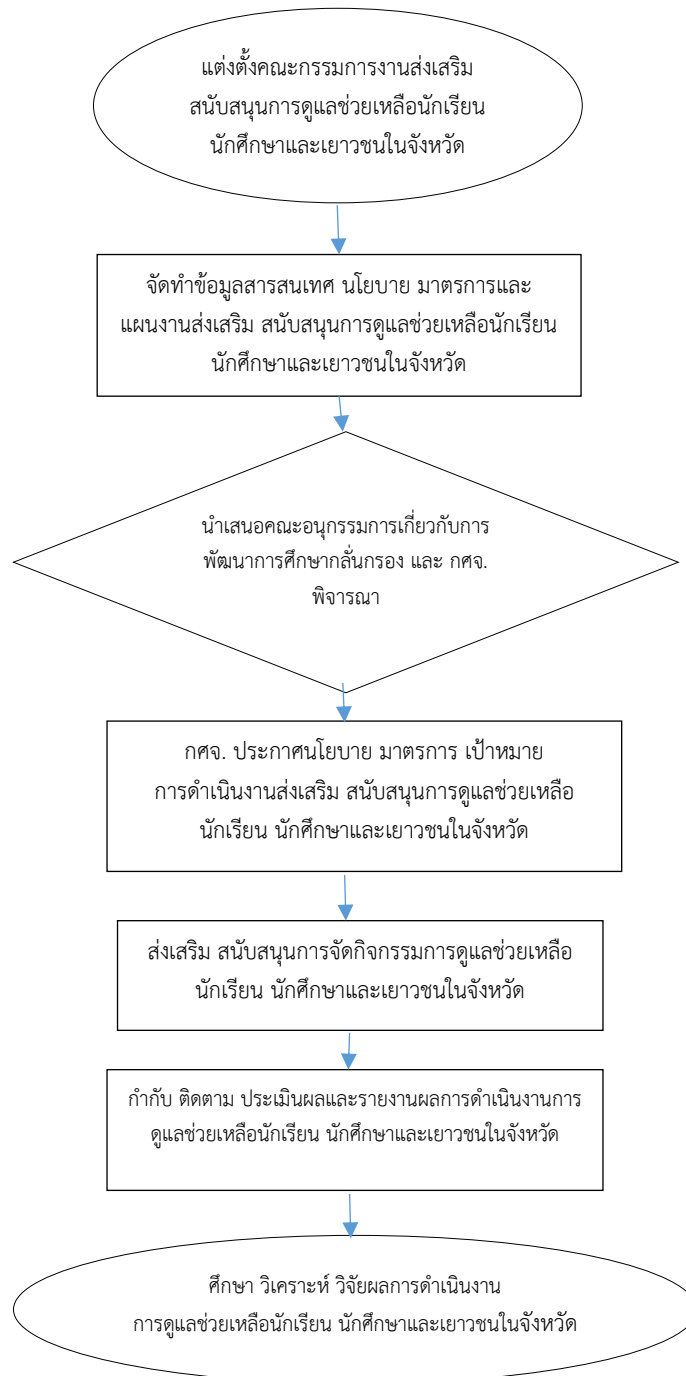 แต่งตั้งคณะกรรมการงานส่งเสริม
สนับสนุนการดูแลช่วยเหลือนักเรียน
นักศึกษาและเยาวชนในจังหวัด
จัดทำข้อมูลสารสนเทศ นโยบาย มาตรการและ
แผนงานส่งเสริม สนับสนุนการดูแลช่วยเหลือนักเรียน
นักศึกษาและเยาวชนในจังหวัด
นำเสนอคณะอนุกรรมการเกี่ยวกับการ
พัฒนาการศึกษากลั่นกรอง และ กศจ.
พิจารณา
กศจ. ประกาศนโยบาย มาตรการ เป้าหมาย
การดำเนินงานส่งเสริม สนับสนุนการดูแลช่วยเหลือ
นักเรียน นักศึกษาและเยาวชนในจังหวัด
ส่งเสริม สนับสนุนการจัดกิจกรรมการดูแลช่วยเหลือ
นักเรียน นักศึกษาและเยาวชนในจังหวัด
กำกับ ติดตาม ประเมินผลและรายงานผลการดำเนินงานการ
ดูแลช่วยเหลือนักเรียน นักศึกษาและเยาวชนในจังหวัด
ศึกษา วิเคราะห์ วิจัยผลการดำเนินงาน
การดูแลช่วยเหลือนักเรียน นักศึกษาและเยาวชนในจังหวัด